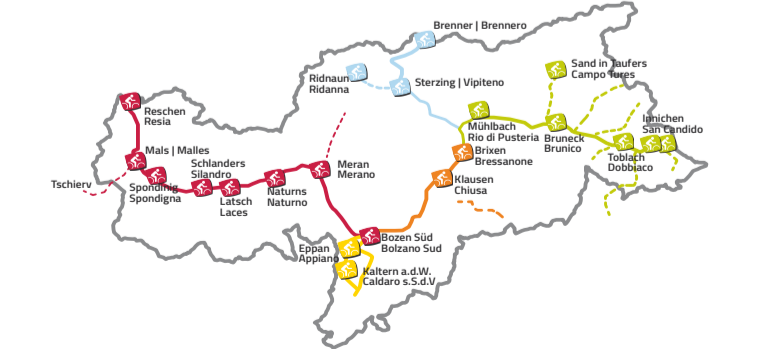 Brenner | Brennero
Ridnaun
Ridanna
Sterzing | Vipiteno
Sand in Taufers
Campo Tures
Reschen
Resia
Mühlbach
Rio di Pusteria
Innichen
San Candido
Bruneck
Brunico
Mals | Malles
Brixen
Bressanone
Toblach
Dobbiaco
Schlanders
Silandro
Meran
Merano
Tschierv
Spondinig
Spondigna
Klausen
Chiusa
Naturns
Naturno
Latsch
Laces
Bozen Süd
Bolzano Sud
Eppan
Appiano
Kaltern a.d.W.
Caldaro s.S.d.V